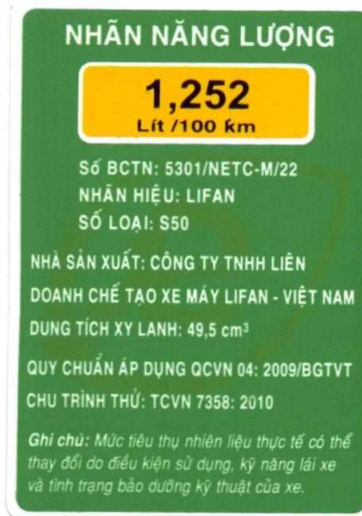 NHÃN NĂNG LƯỢNG
1,252
Lít /100 km
Số BCTN: 5301/NETC-M/22
NHÃN HIỆU: LIFAN
SỐ LOẠI: S50
NHÀ SẢN XUẤT: CÔNG TY TNHH LIÊN
DOANH CHẾ TẠO XE MÁY LIFAN - VIỆT NAM
DUNG TÍCH XY LANH: 49,5 cm³
QUY CHUẨN ÁP DỤNG QCVN 04: 2009/BGTVT
CHU TRÌNH THỬ: TCVN 7358: 2010
Ghi chú: Mức tiêu thụ nhiên liệu thực tế có thể
thay đổi do điều kiện sử dụng, kỹ năng lái xe
và tình trạng bảo dưỡng kỹ thuật của xe.